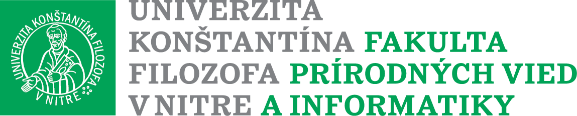 UNIVERZITA KONŠTANTÍNA FILOZOFA
V NITRE
UNIVERZITA
KONŠTANTÍNA FAKULTA
FILOZOFA PRÍRODNÝCH VIED
V NITRE A INFORMATIKY